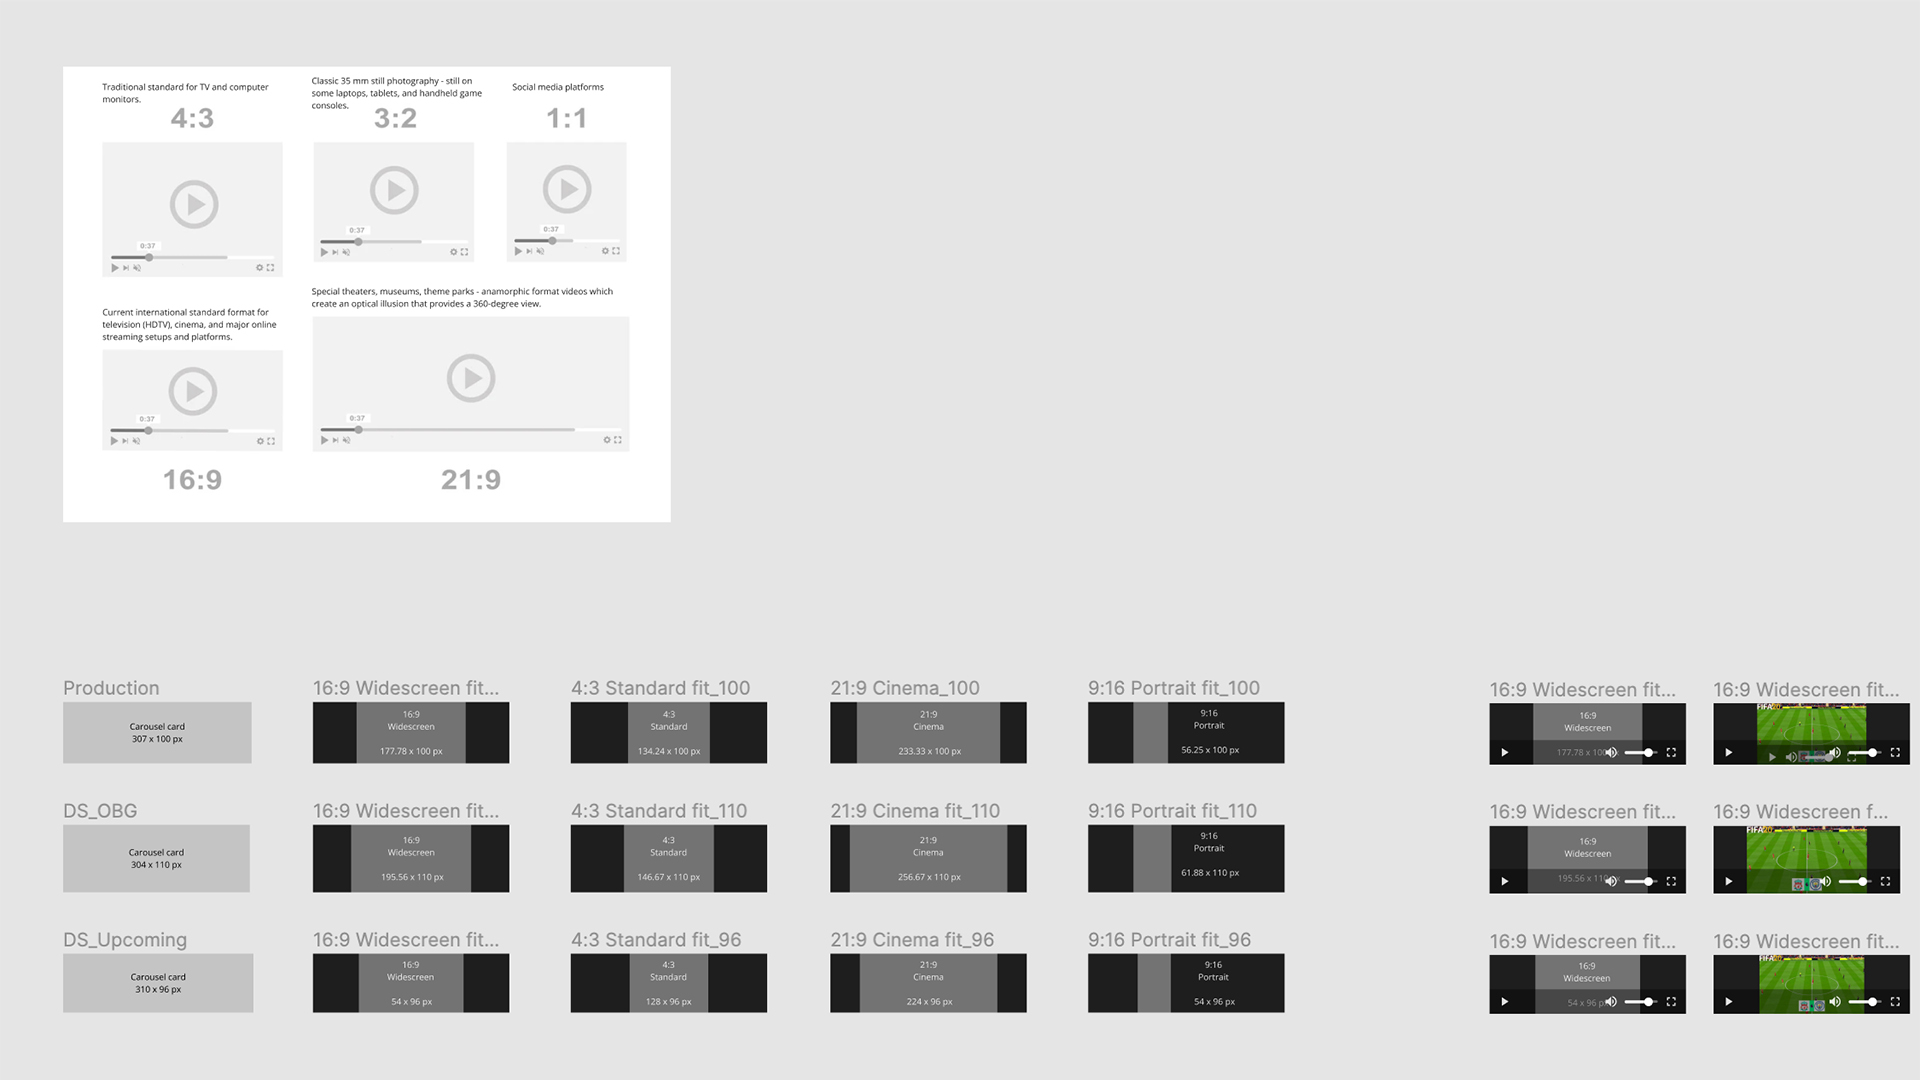 Traditional standard for TV and computer
monitors.
4:3
Classic 35 mm still photography - still on
some laptops, tablets, and handheld game
consoles.
3:2
Social media platforms
1:1
0:37
0:37
0:37
Current international standard format for
television (HDTV), cinema, and major online
streaming setups and platforms.
0:37
16:9
Special theaters, museums, theme parks - anamorphic format videos which
create an optical illusion that provides a 360-degree view.
0:37
21:9
Production
Carousel card
307 x 100 px
16:9 Widescreen fit...
16:9
Widescreen
177.78 x 100 px
4:3 Standard fit_100
4:3
Standard
134.24 x 100 px
21:9 Cinema_100
21:9
Cinema
233.33 x 100 px
9:16 Portrait fit_100
9:16
Portrait
56.25 x 100 px
16:9 Widescreen fit...
16:9
Widescreen
177.78 x 100
16:9 Widescreen fit...
FIFA20
DS_OBG
Carousel card
304 x 110 px
16:9 Widescreen fit...
16:9
Widescreen
195.56 x 110 px
4:3 Standard fit_110
4:3
Standard
146.67 x 110 px
21:9 Cinema fit_110
21:9
Cinema
256.67 x 110 px
9:16 Portrait fit_110
9:16
Portrait
61.88 x 110 px
16:9 Widescreen fit...
16:9
Widescreen
195.56 x 110
16:9 Widescreen f...
FIFA20
DS_Upcoming
Carousel card
310 x 96 px
16:9 Widescreen fit...
16:9
Widescreen
54 x 96 px
4:3 Standard fit_96
4:3
Standard
128 x 96 px
21:9 Cinema fit_96
21:9
Cinema
224 x 96 px
9:16 Portrait fit_96
9:16
Portrait
54 x 96 px
16:9 Widescreen fit...
16:9
Widescreen
54 x 96 p
16:9 Widescreen fit...
FIFA20